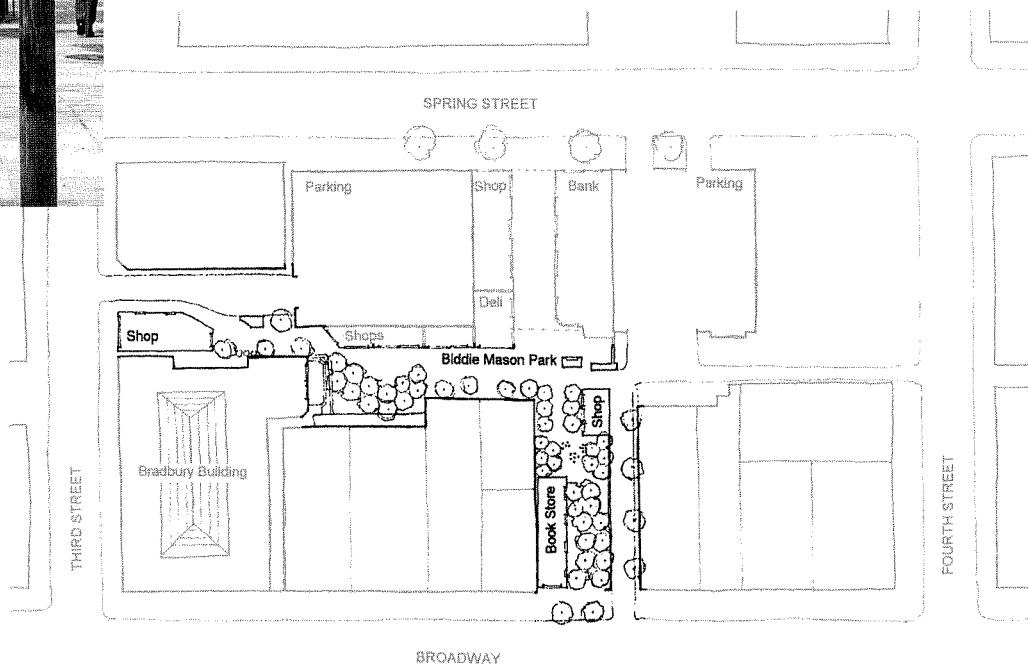 SPRING STREET
Parking
Shop
Bank
Parking
Deli
Shop
Shops
Biddie Mason Park
Shop
Bradbury Building
Book Store
THIRD STREET
FOURTH STREET
BROADWAY